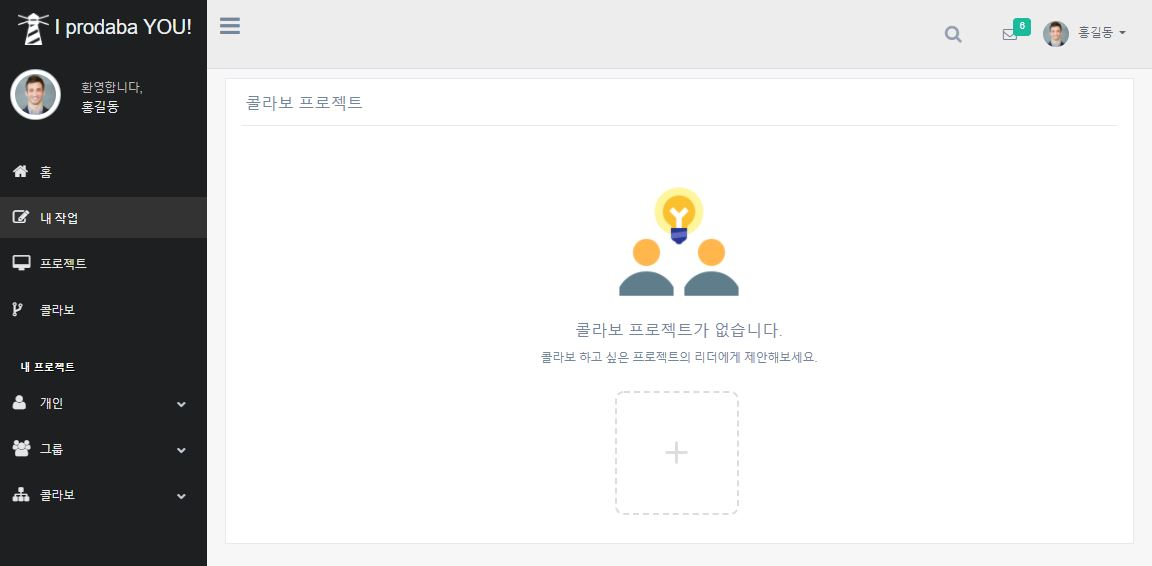 I prodaba YOU!
6
홍길동
환영합니다,
홍길동
홈
내 작업
프로젝트
콜라보
내 프로젝트
개인
그룹
콜라보
콜라보 프로젝트
콜라보 프로젝트가 없습니다.
콜라보 하고 싶은 프로젝트의 리더에게 제안해보세요.